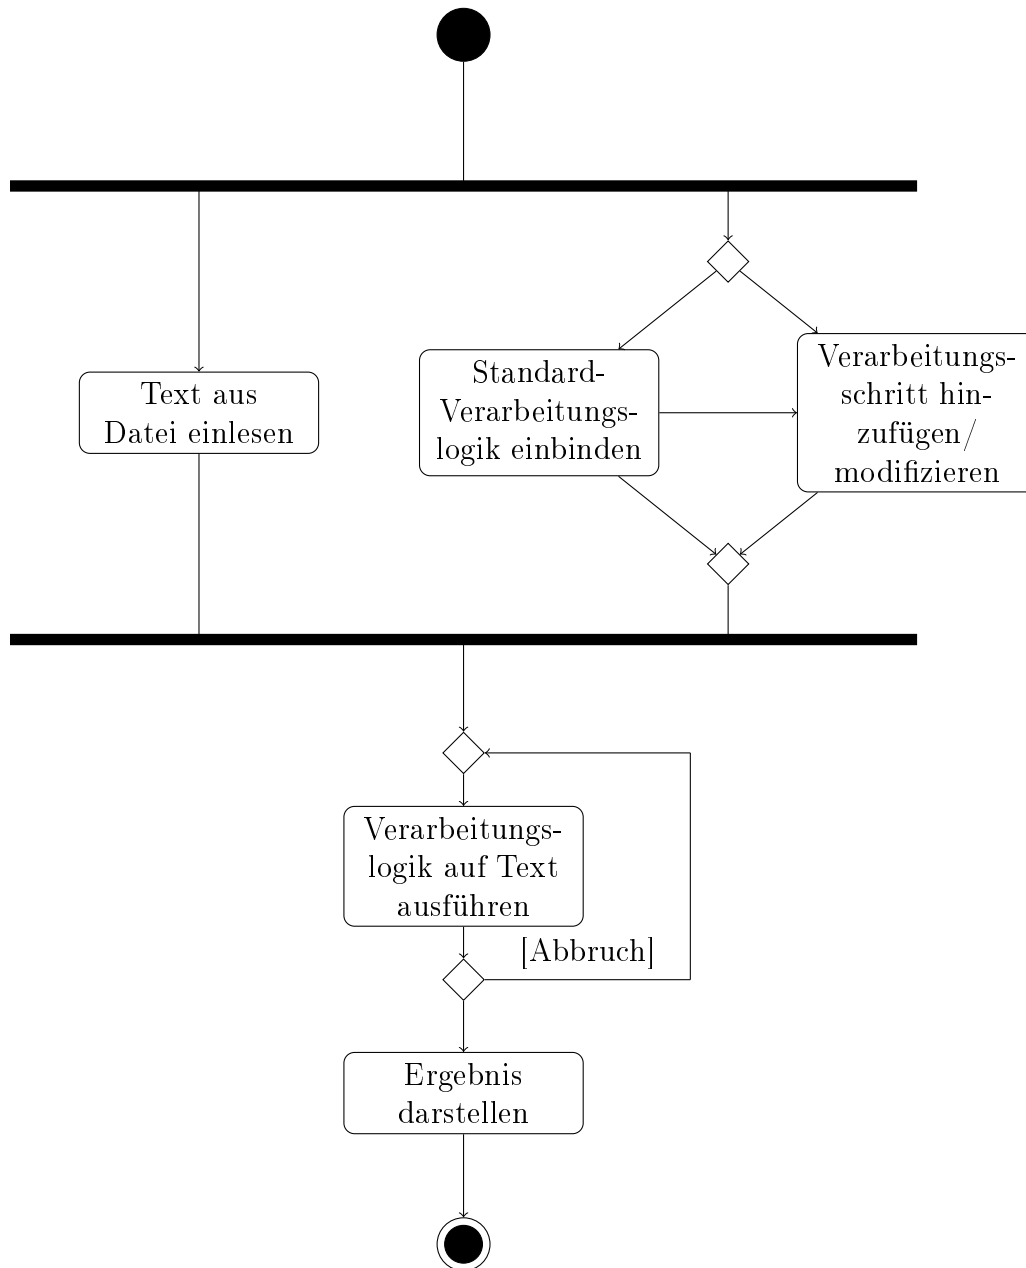 Text aus
Datei einlesen
Standard-
Verarbeitungs-
logik einbinden
Verarbeitungs-
schritt hin-
zufügen/
modifizieren
Verarbeitungs-
logik auf Text
ausführen
[Abbruch]
Ergebnis
darstellen